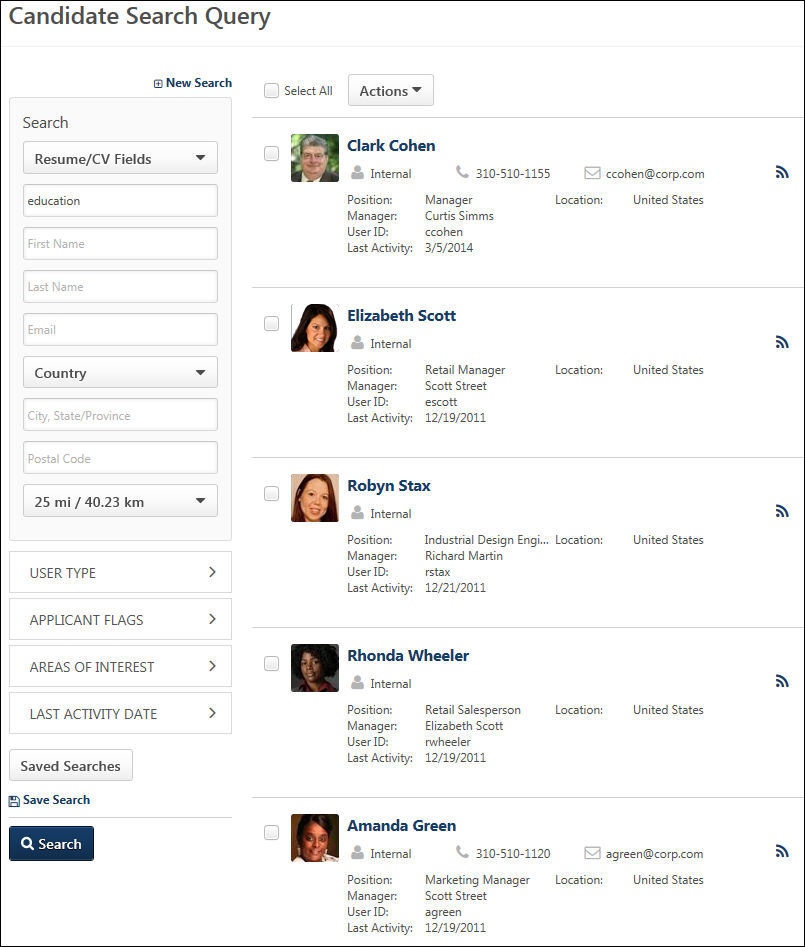 Candidate Search Query
New Search
Search
Resume/CV Fields
education
First Name
Last Name
Email
Country
City, State/Province
Postal Code
25 mi / 40.23 km
USER TYPE
APPLICANT FLAGS
AREAS OF INTEREST
LAST ACTIVITY DATE
Saved Searches
Save Search
Search
Select All Actions
Clark Cohen
Internal 310-510-1155 ccohen@corp.com
Position: Manager Location: United States
Manager: Curtis Simms
User ID: ccohen
Last Activity: 3/5/2014
Elizabeth Scott
Internal
Position: Retail Manager Location: United States
Manager: Scott Street
User ID: escott
Last Activity: 12/19/2011
Robyn Stax
Internal
Position: Industrial Design Engi... Location: United States
Manager: Richard Martin
User ID: rstax
Last Activity: 12/21/2011
Rhonda Wheeler
Internal
Position: Retail Salesperson Location: United States
Manager: Elizabeth Scott
User ID: rwheeler
Last Activity: 12/19/2011
Amanda Green
Internal 310-510-1120 agreen@corp.com
Position: Marketing Manager Location: United States
Manager: Scott Street
User ID: agreen
Last Activity: 12/19/2011